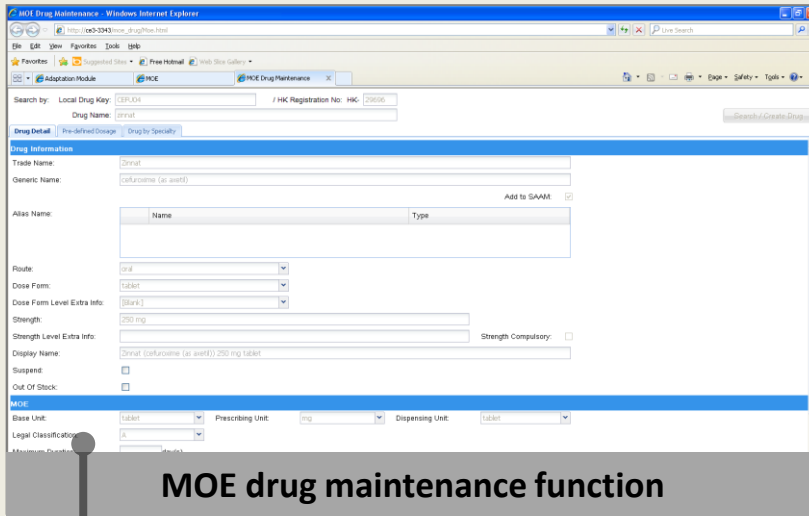 MOE Drug Maintenance - Windows Internet Explorer
http://ce3-3343/moe_drug/Moe.html
Live Search
File Edit View Favorites Tools Help
Favorites Suggested Sites Free Hotmail Web Slice Gallery
Adaptation Module MOE MOE Drug Maintenance X Page Safety Tools
Search by: Local Drug Key: CEFU04 / HK Registration No: HK- 29686
Drug Name: zinnat Search / Create Drug
Drug Detail Pre-defined Dosage Drug by Specialty
Drug Information
Trade Name: Zinnat
Generic Name: cefuroxime (as axetil)
Add to SAAM:
Alias Name: Name Type
Route: oral
Dose Form: tablet
Dose Form Level Extra Info: [Blank]
Strength: 250 mg
Strength Level Extra Info: Strength Compulsory:
Display Name: Zinnat (cefuroxime (as axetil)) 250 mg tablet
Suspend:
Out Of Stock:
MOE
Base Unit: tablet Prescribing Unit: mg Dispensing Unit: tablet
Legal Classification: A
MOE drug maintenance function